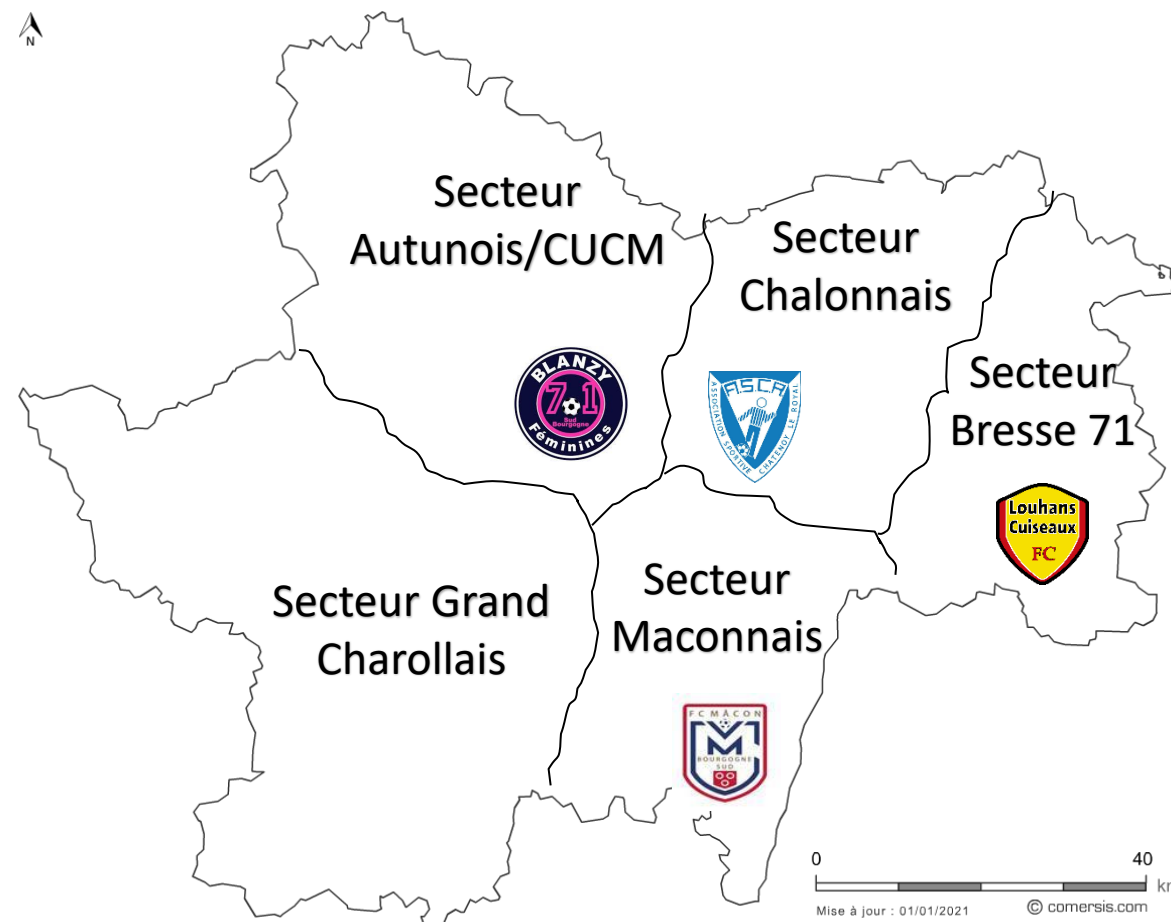 N
Secteur
Autunois/CUCM
Secteur
Chalonnais
BLANZY
71
Sud
Bourgogne
Féminines
A.S.C.R.
ASSOCIATION SPORTIVE CHATENOY LE ROYAL
Secteur
Bresse 71
Louhans
Cuiseaux
FC
Secteur Grand
Charollais
Secteur
Maconnais
FC MÂCON
M
BOURGOGNE
SUD
0 40
km
Mise à jour : 01/01/2021
© comersis.com